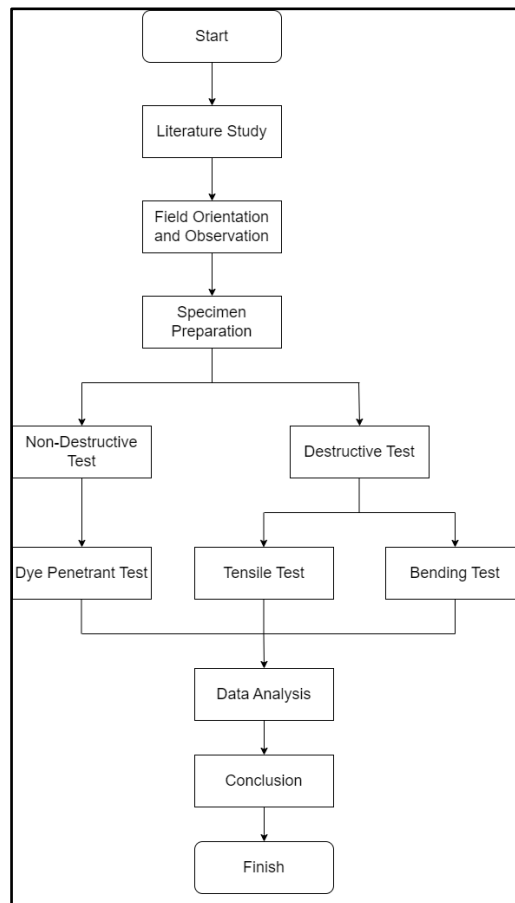 Start
Literature Study
Field Orientation
and Observation
Specimen
Preparation
Non-Destructive
Test
Destructive Test
Dye Penetrant Test
Tensile Test
Bending Test
Data Analysis
Conclusion
Finish